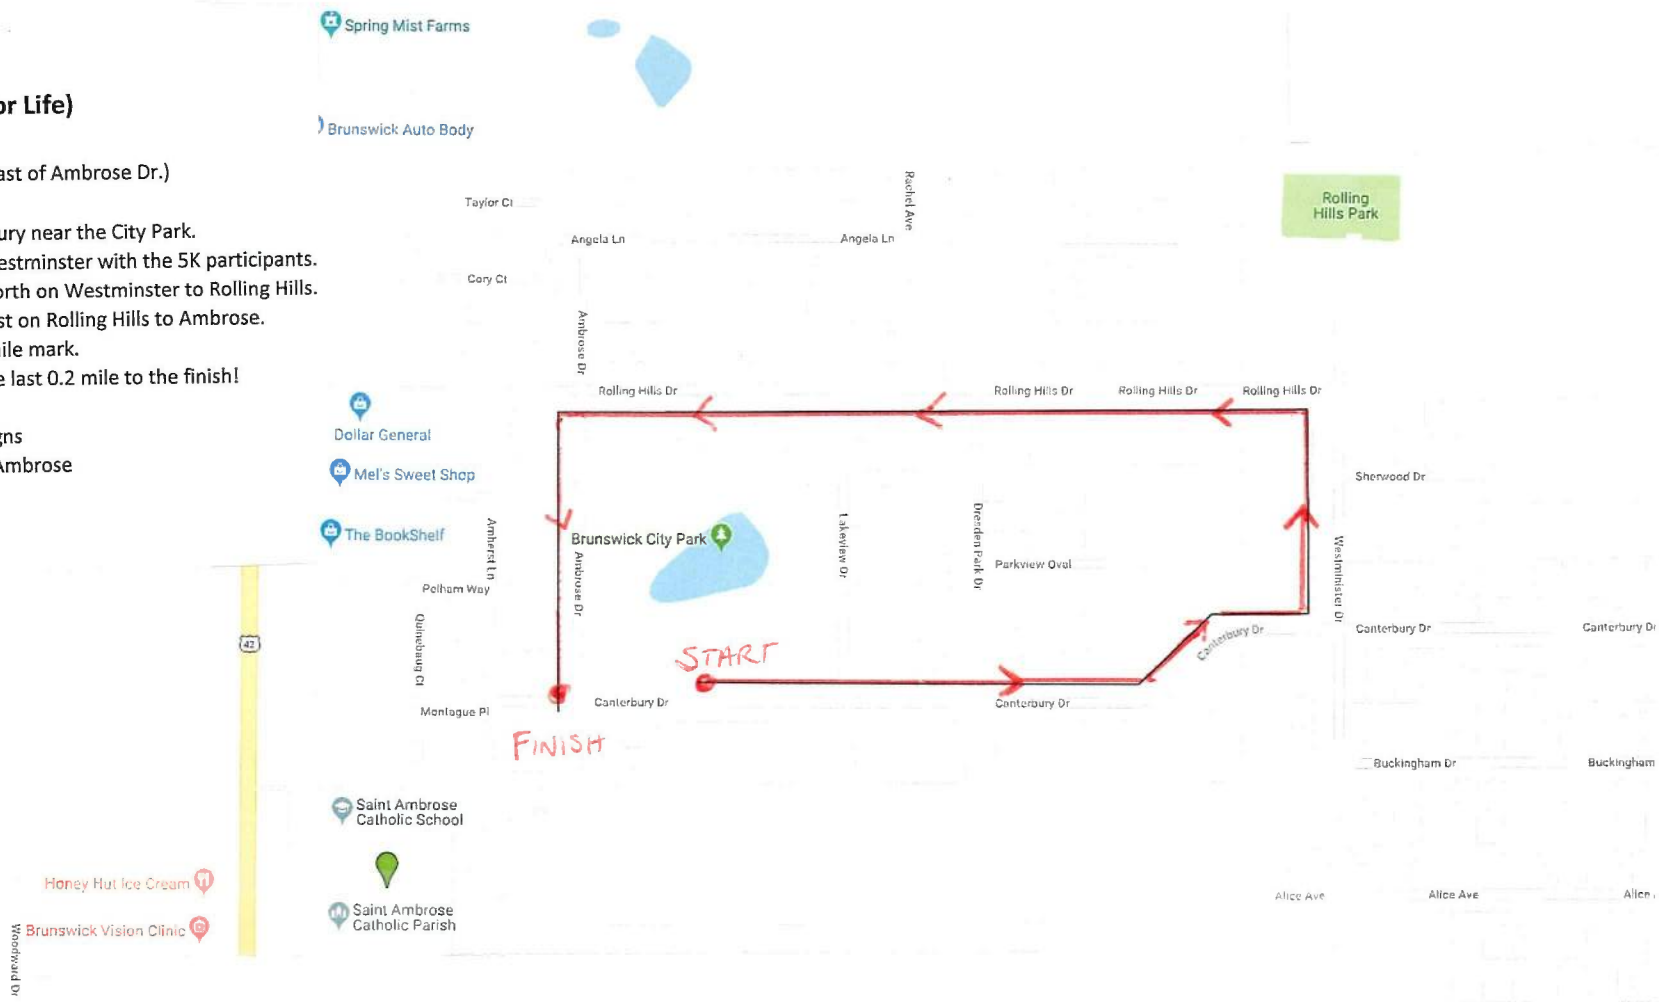 or Life)
ast of Ambrose Dr.)
ury near the City Park.
estminster with the 5K participants.
orth on Westminster to Rolling Hills.
st on Rolling Hills to Ambrose.
ile mark.
e last 0.2 mile to the finish!
gns
Ambrose
Spring Mist Farms
Brunswick Auto Body
Taylor Ct
Rachel Ave
Rolling
Hills Park
Angela Ln
Angela Ln
Cory Ct
Ambrose Dr
Rolling Hills Dr
Rolling Hills Dr
Rolling Hills Dr
Rolling Hills Dr
Dollar General
Mel's Sweet Shop
Sherwood Dr
The BookShelf
Amherst Ln
Brunswick City Park
Ambrose Dr
Lakeview Dr
Dresden Park Dr
Parkview Oval
Westminister Dr
Pelham Way
Quinebaug Ct
42
Canterbury Dr
Canterbury Dr
Canterbury Dr
START
Canterbury Dr
Canterbury Dr
Montague Pl
FINISH
Buckingham Dr
Buckingham
Saint Ambrose
Catholic School
Honey Hut Ice Cream
Alice Ave
Alice Ave
Alice
Saint Ambrose
Catholic Parish
Brunswick Vision Clinic
Woodward Dr